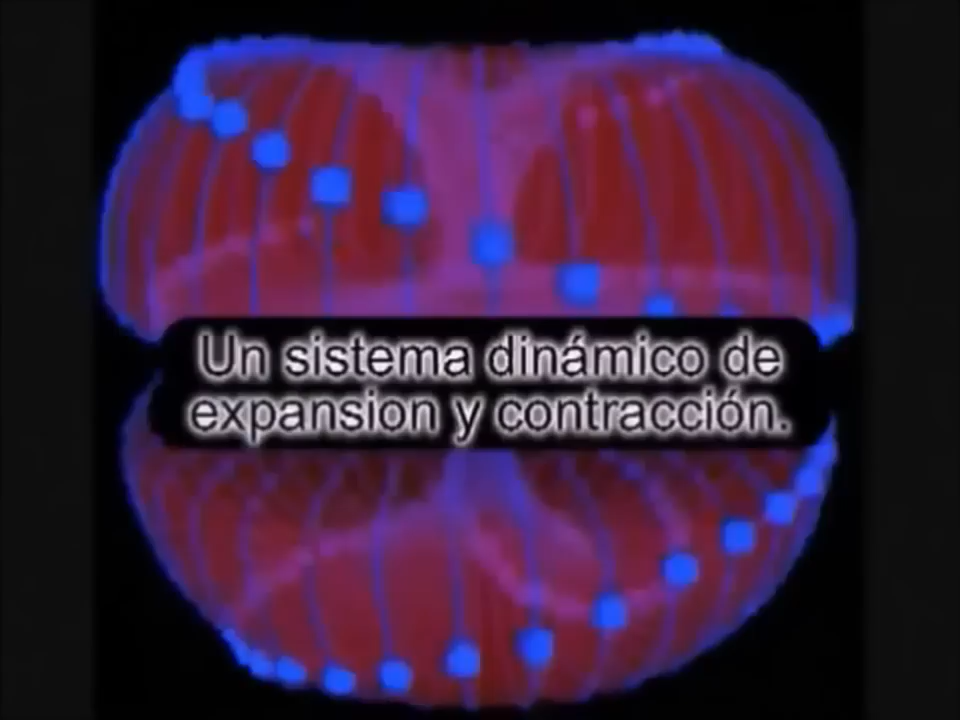 Un sistema dinámico de
expansion y contracción.